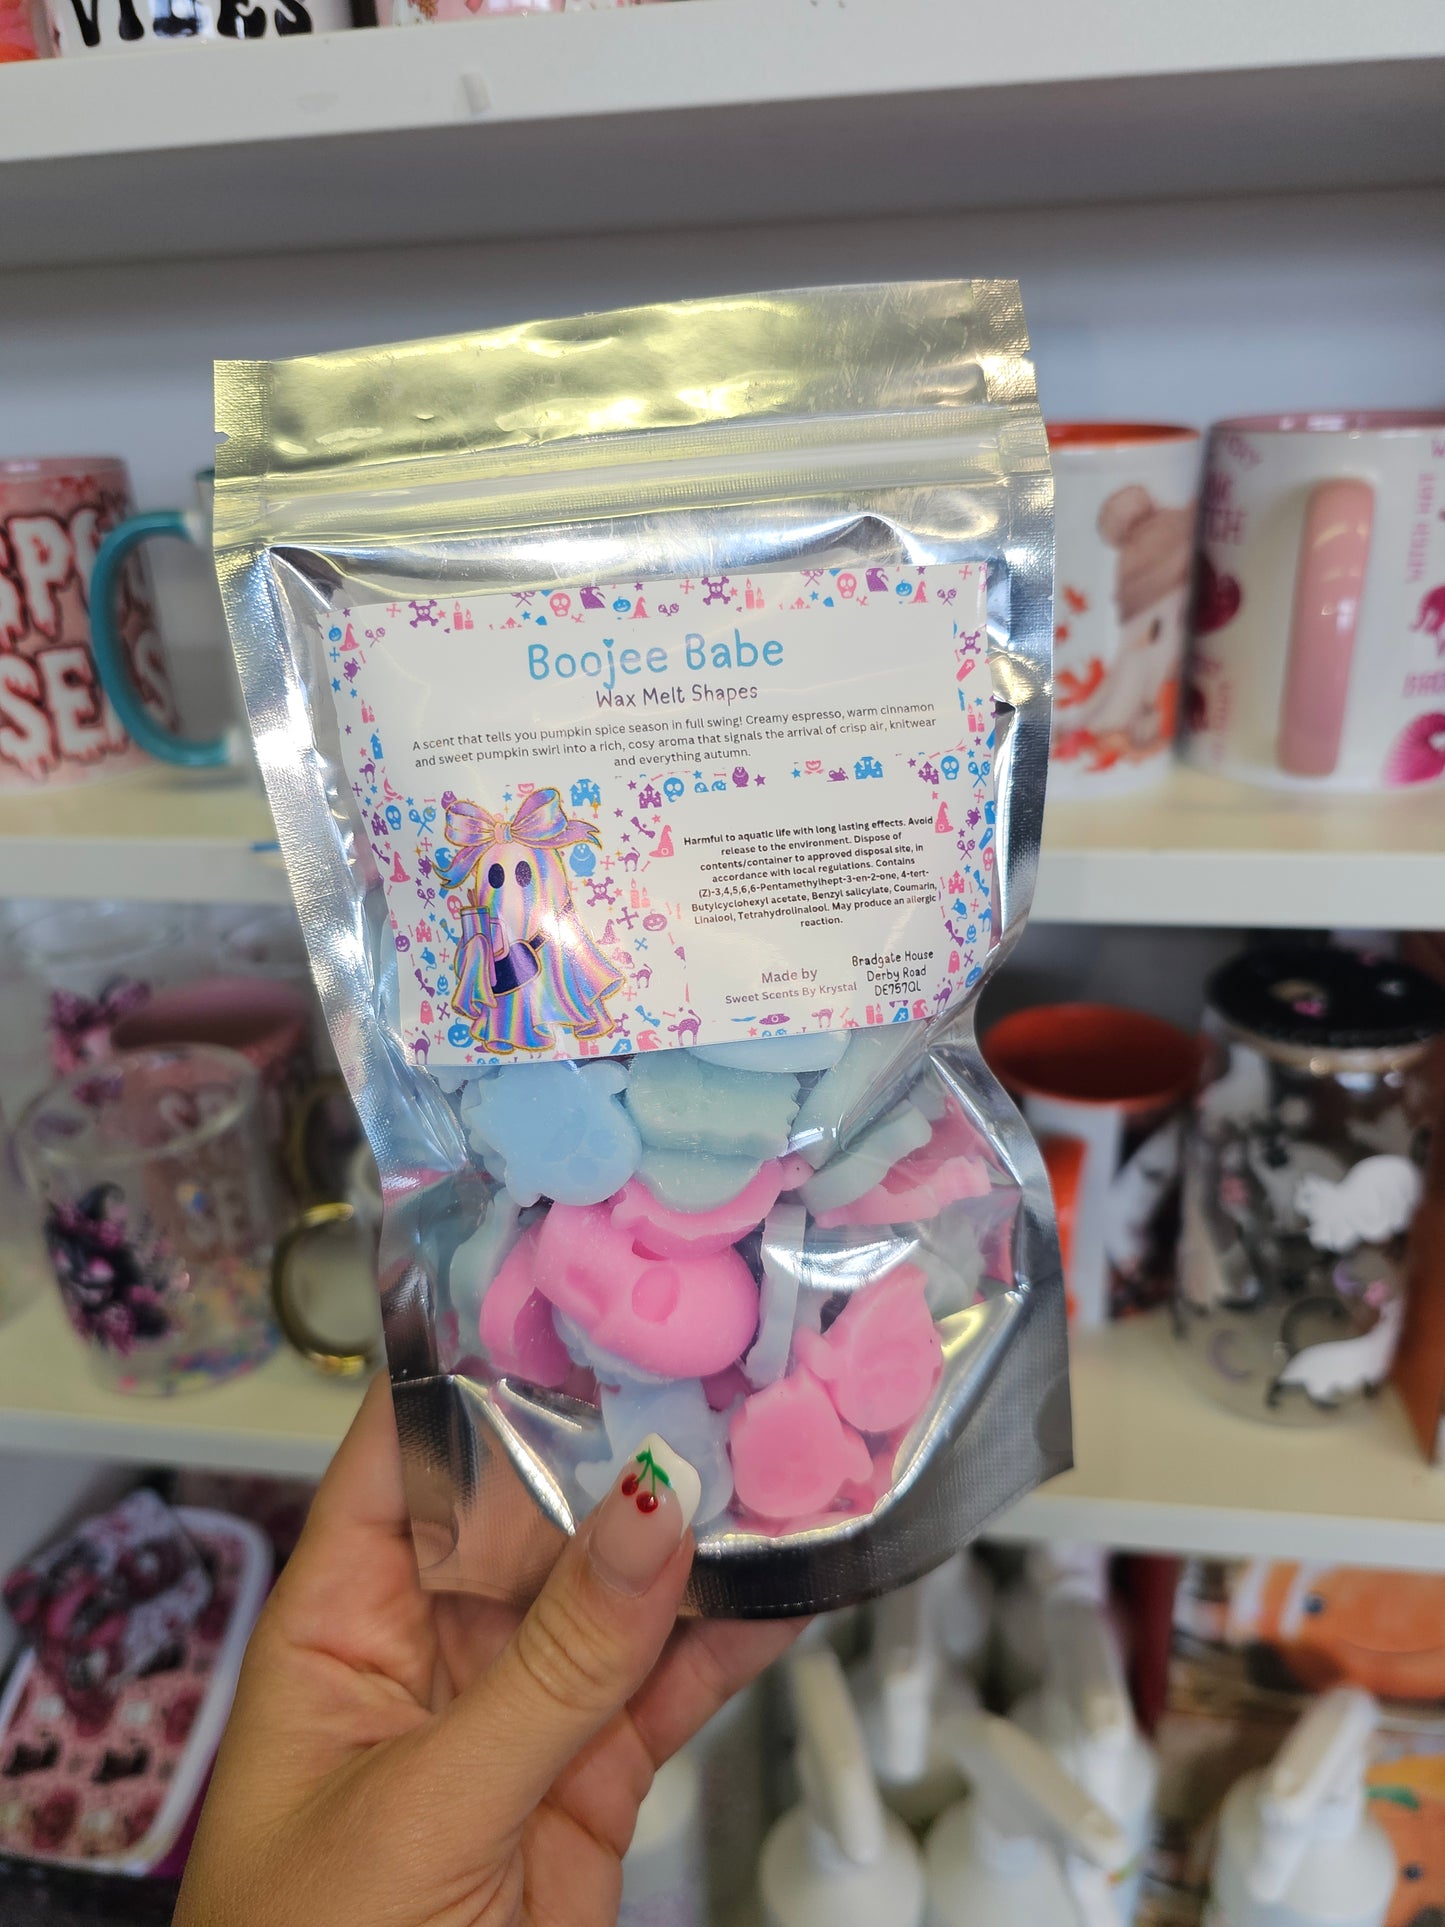 VIBES
Boojee Babe
Wax Melt Shapes
A scent that tells you pumpkin spice season in full swing! Creamy espresso, warm cinnamon
and sweet pumpkin swirl into a rich, cosy aroma that signals the arrival of crisp air, knitwear
and everything autumn.
Harmful to aquatic life with long lasting effects. Avoid
release to the environment. Dispose of
contents/container to approved disposal site, in
accordance with local regulations. Contains
(Z)-3,4,5,6,6-Pentamethylhept-3-en-2-one, 4-tert-
Butylcyclohexyl acetate, Benzyl salicylate, Coumarin,
Linalool, Tetrahydrolinalool. May produce an allergic
reaction.
Made by
Sweet Scents By Krystal
Bradgate House
Derby Road
DE757QL